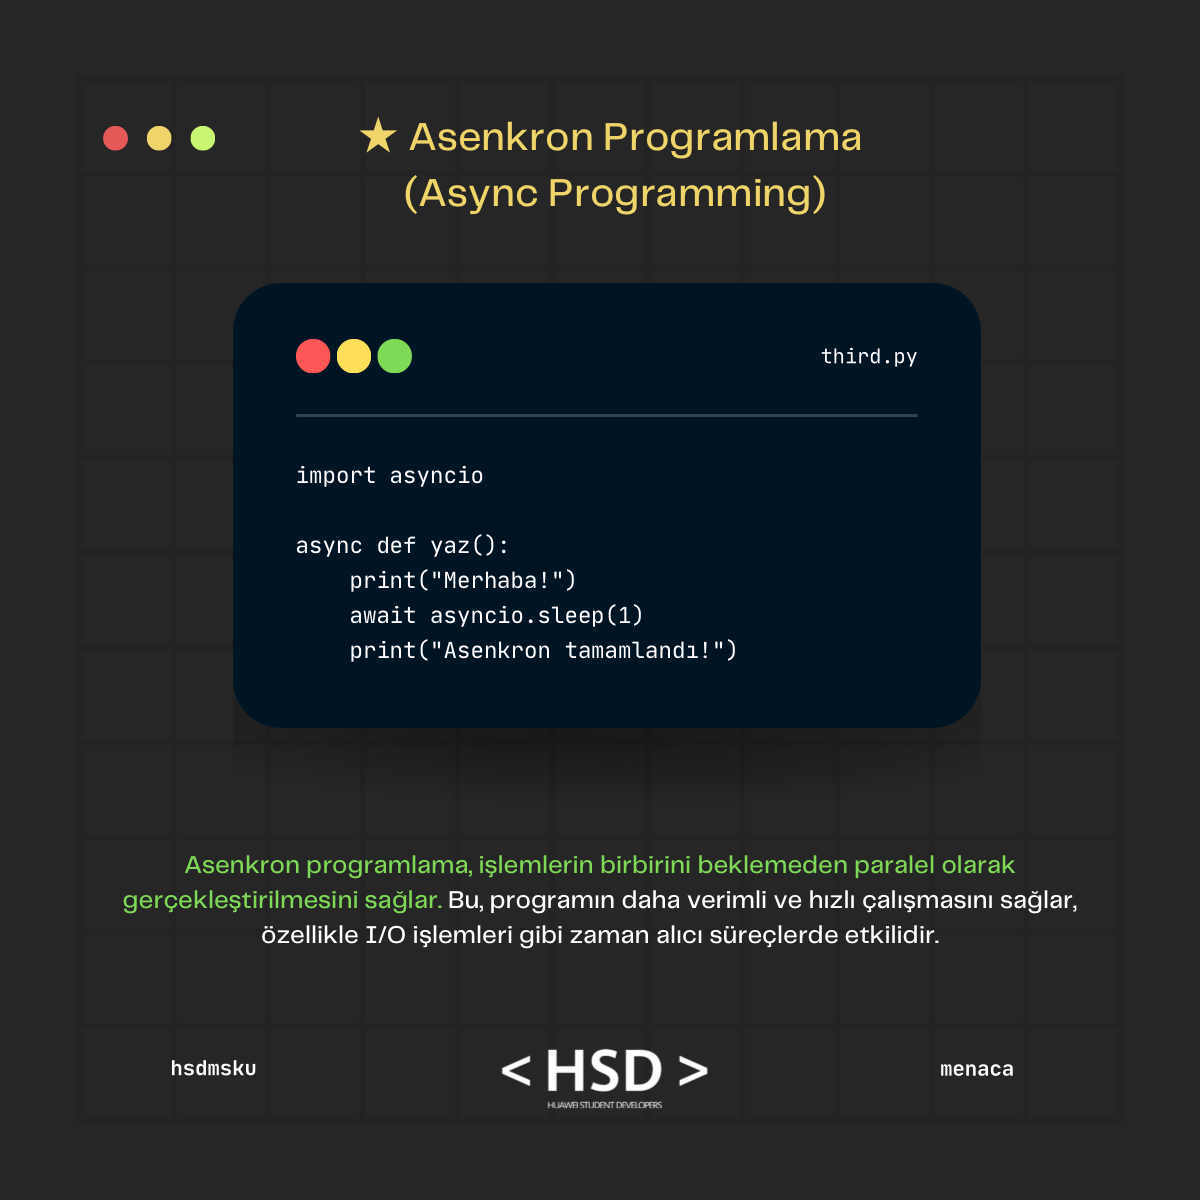 ★ Asenkron Programlama
(Async Programming)
third.py
import asyncio
async def yaz():
    print("Merhaba!")
    await asyncio.sleep(1)
    print("Asenkron tamamlandı!")
Asenkron programlama, işlemlerin birbirini beklemeden paralel olarak
gerçekleştirilmesini sağlar. Bu, programın daha verimli ve hızlı çalışmasını sağlar,
özellikle I/O işlemleri gibi zaman alıcı süreçlerde etkilidir.
hsdmsku
< HSD >
HUAWEI STUDENT DEVELOPERS
menaca